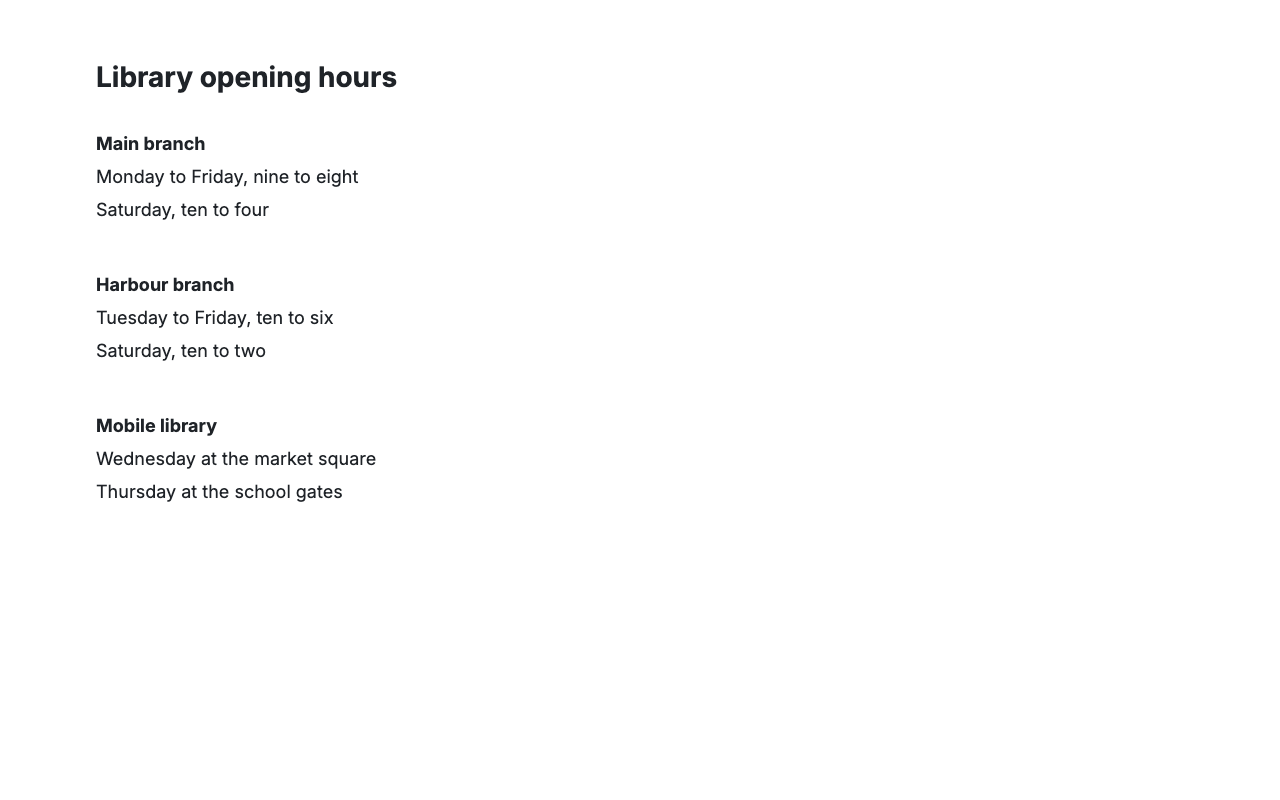 Library opening hours
Main branch
Monday to Friday, nine to eight
Saturday, ten to four
Harbour branch
Tuesday to Friday, ten to six
Saturday, ten to two
Mobile library
Wednesday at the market square
Thursday at the school gates